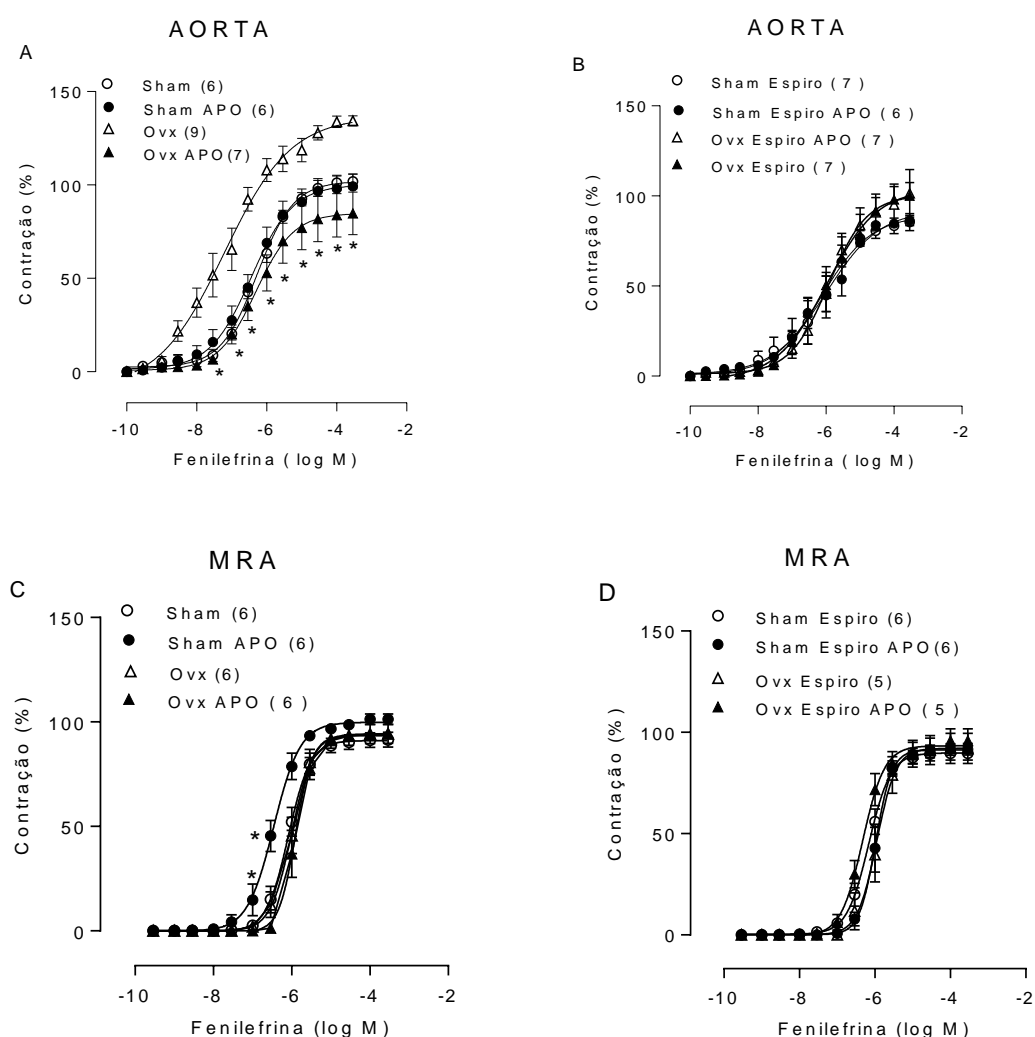 AORTA
A
Sham (6)
Sham APO (6)
Ovx (9)
Ovx APO(7)
150
100
50
0
Contração (%)
*
*
*
*
*
*
*
*
*
-10
-8
-6
-4
-2
Fenilefrina ( log M)
AORTA
B
Sham Espiro ( 7 )
Sham Espiro APO ( 6 )
Ovx Espiro APO ( 7 )
Ovx Espiro ( 7 )
150
100
50
0
Contração (%)
-10
-8
-6
-4
-2
Fenilefrina ( log M)
MRA
C
Sham (6)
Sham APO (6)
Ovx (6)
Ovx APO ( 6 )
150
100
50
0
Contração (%)
*
*
-10
-8
-6
-4
-2
Fenilefrina (log M)
MRA
D
Sham Espiro (6)
Sham Espiro APO(6)
Ovx Espiro (5)
Ovx Espiro APO ( 5 )
150
100
50
0
Contração (%)
-10
-8
-6
-4
-2
Fenilefrina (log M)